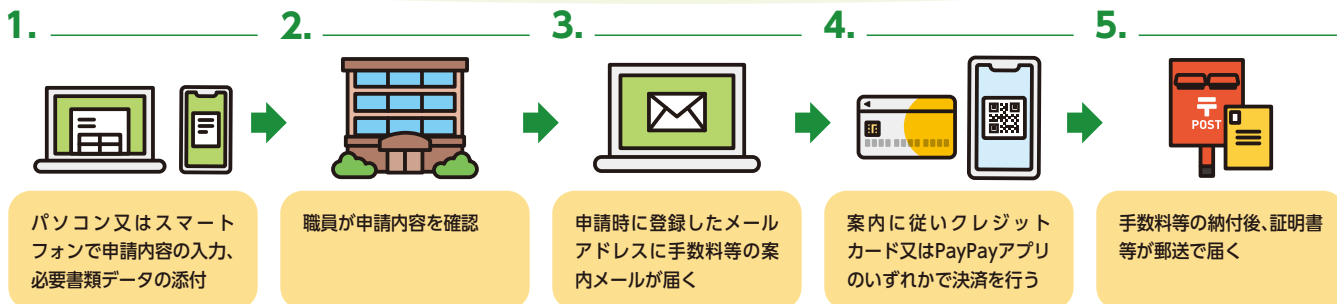 1.
2.
3.
4.
5.
〒
POST
パソコン又はスマート
フォンで申請内容の入力、
必要書類データの添付
職員が申請内容を確認
申請時に登録したメール
アドレスに手数料等の案
内メールが届く
案内に従いクレジット
カード又はPayPayアプリ
のいずれかで決済を行う
手数料等の納付後、証明書
等が郵送で届く